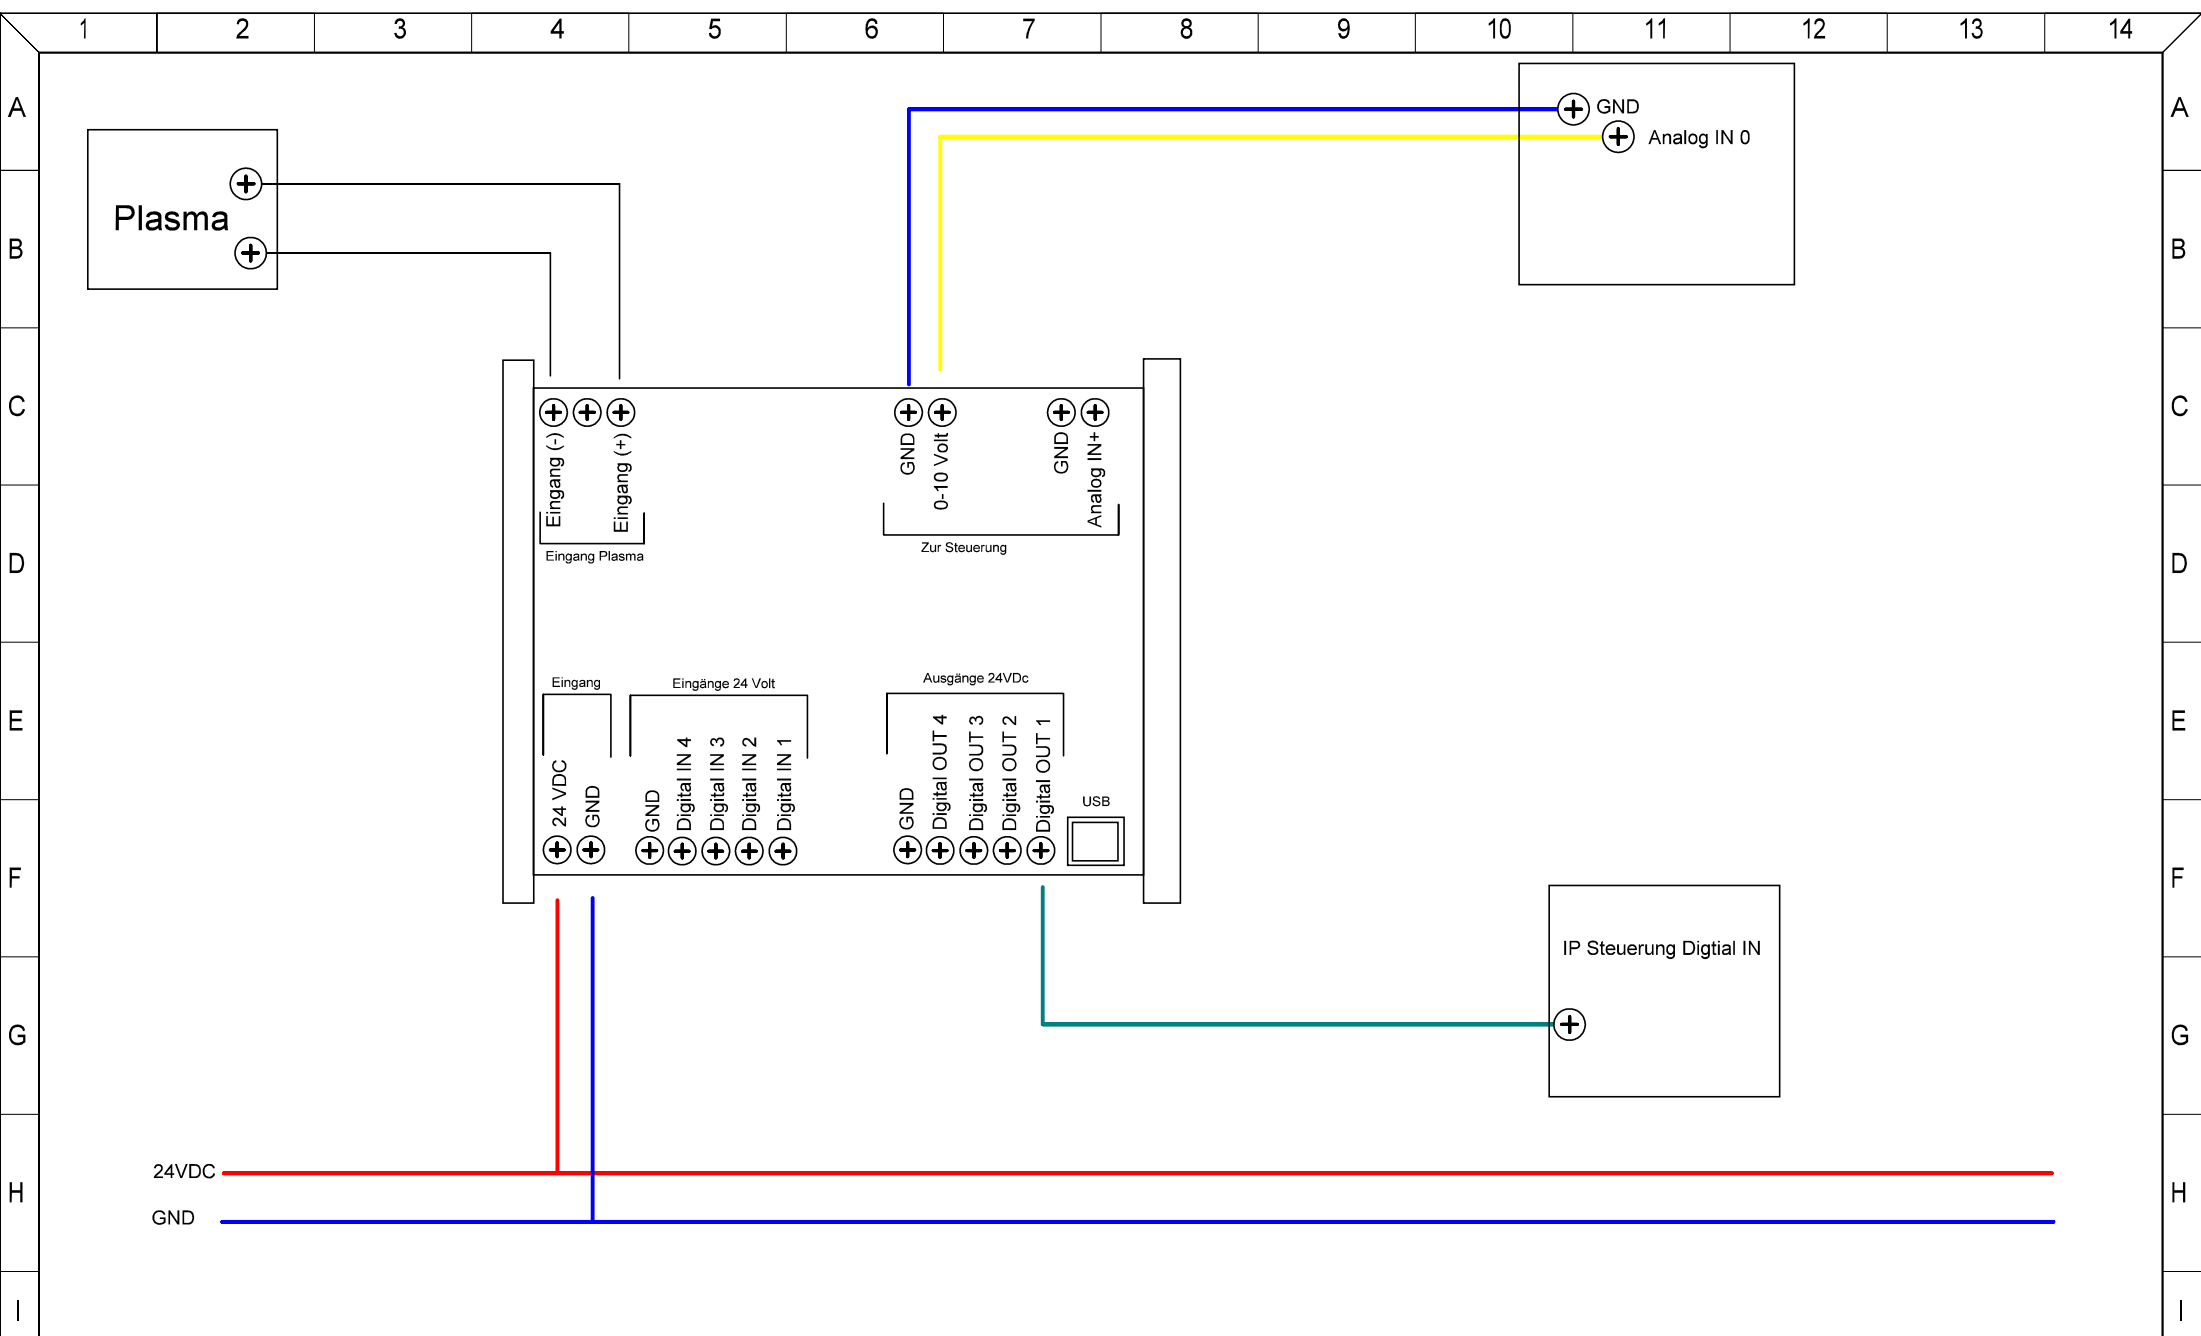 1 2 3 4 5 6 7 8 9 10 11 12 13 14
A A
GND
Analog IN 0
Plasma
B B
C C
Eingang (-)
Eingang (+)
GND
0-10 Volt
GND
Analog IN+
Eingang Plasma
Zur Steuerung
D D
Eingang
Eingänge 24 Volt
Ausgänge 24VDc
E E
24 VDC
GND
GND
Digital IN 4
Digital IN 3
Digital IN 2
Digital IN 1
GND
Digital OUT 4
Digital OUT 3
Digital OUT 2
Digital OUT 1
USB
F F
IP Steuerung Digtial IN
G G
24VDC
H H
GND
I I